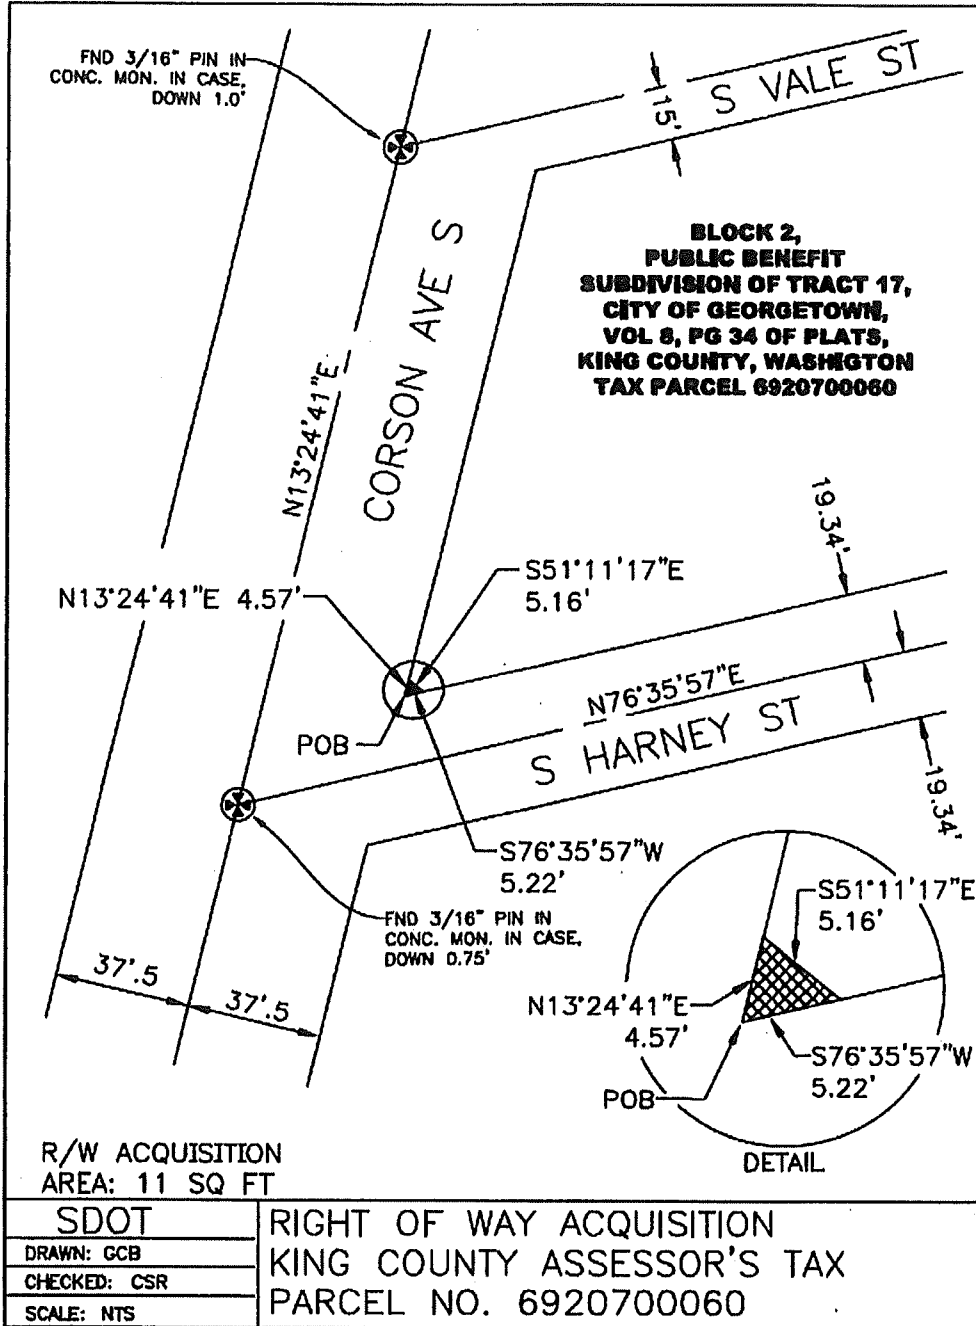 FND 3/16" PIN IN
CONC. MON. IN CASE,
DOWN 1.0'
S VALE ST
15'
BLOCK 2,
PUBLIC BENEFIT
SUBDIVISION OF TRACT 17,
CITY OF GEORGETOWN,
VOL 8, PG 34 OF PLATS,
KING COUNTY, WASHIGTON
TAX PARCEL 6920700060
CORSON AVE S
N13°24'41"E
19.34'
S51°11'17"E
5.16'
N13°24'41"E 4.57'
N76°35'57"E
POB
S HARNEY ST
19.34'
S76°35'57"W
5.22'
FND 3/16" PIN IN
CONC. MON. IN CASE,
DOWN 0.75'
37'.5
37'.5
S51°11'17"E
5.16'
N13°24'41"E
4.57'
S76°35'57"W
5.22'
POB
DETAIL
R/W ACQUISITION
AREA: 11 SQ FT
SDOT
DRAWN: GCB
CHECKED: CSR
SCALE: NTS
RIGHT OF WAY ACQUISITION
KING COUNTY ASSESSOR'S TAX
PARCEL NO. 6920700060